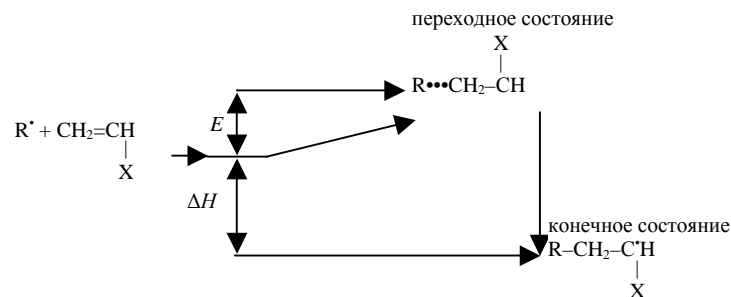 переходное состояние
X
|
R•••CH₂–CH
E
R• + CH₂=CH
|
X
ΔH
конечное состояние
R–CH₂–C•H
|
X